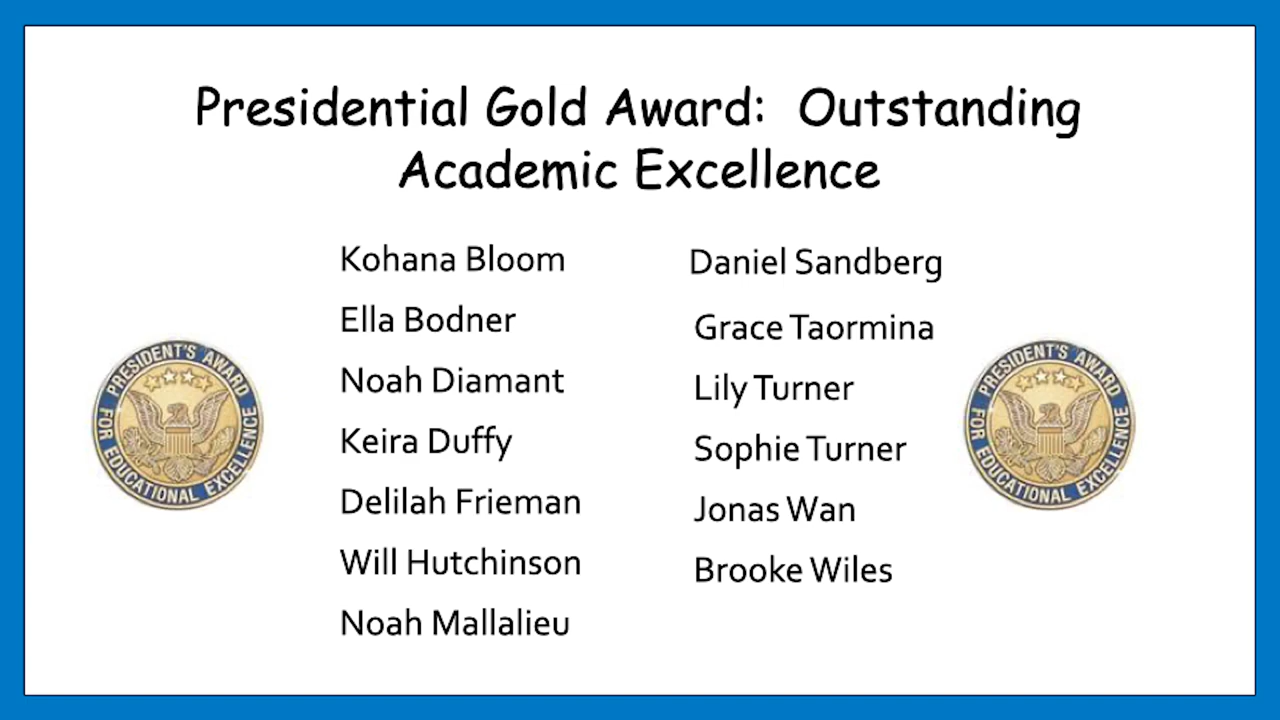 Presidential Gold Award:  Outstanding
Academic Excellence
Kohana Bloom
Ella Bodner
Noah Diamant
Keira Duffy
Delilah Frieman
Will Hutchinson
Noah Mallalieu
Daniel Sandberg
Grace Taormina
Lily Turner
Sophie Turner
Jonas Wan
Brooke Wiles
PRESIDENT'S AWARD
FOR EDUCATIONAL EXCELLENCE
PRESIDENT'S AWARD
FOR EDUCATIONAL EXCELLENCE